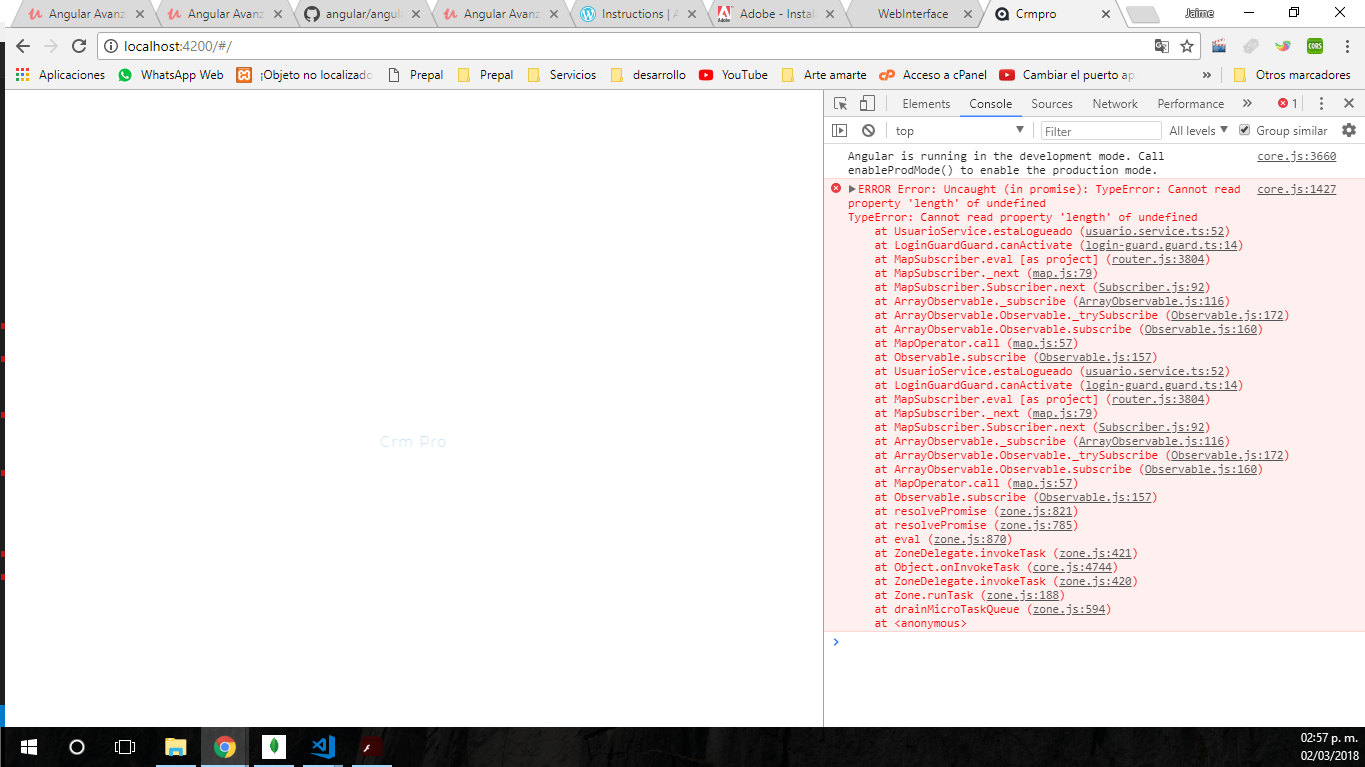 Angular Avanz
Angular Avanz
angular/angul
Angular Avanz
Instructions | A
Adobe - Instala
WebInterface
Crmpro
Jaime
localhost:4200/#/
CORS
Aplicaciones
WhatsApp Web
¡Objeto no localizado
Prepal
Prepal
Servicios
desarrollo
YouTube
Arte amarte
Acceso a cPanel
Cambiar el puerto ap
»
Otros marcadores
Elements
Console
Sources
Network
Performance
»
1
top
Filter
All levels
Group similar
Angular is running in the development mode. Call core.js:3660
enableProdMode() to enable the production mode.
ERROR Error: Uncaught (in promise): TypeError: Cannot read core.js:1427
property 'length' of undefined
TypeError: Cannot read property 'length' of undefined
at UsuarioService.estaLogueado (usuario.service.ts:52)
at LoginGuardGuard.canActivate (login-guard.guard.ts:14)
at MapSubscriber.eval [as project] (router.js:3804)
at MapSubscriber._next (map.js:79)
at MapSubscriber.Subscriber.next (Subscriber.js:92)
at ArrayObservable._subscribe (ArrayObservable.js:116)
at ArrayObservable.Observable._trySubscribe (Observable.js:172)
at ArrayObservable.Observable.subscribe (Observable.js:160)
at MapOperator.call (map.js:57)
at Observable.subscribe (Observable.js:157)
at UsuarioService.estaLogueado (usuario.service.ts:52)
at LoginGuardGuard.canActivate (login-guard.guard.ts:14)
at MapSubscriber.eval [as project] (router.js:3804)
at MapSubscriber._next (map.js:79)
at MapSubscriber.Subscriber.next (Subscriber.js:92)
at ArrayObservable._subscribe (ArrayObservable.js:116)
at ArrayObservable.Observable._trySubscribe (Observable.js:172)
at ArrayObservable.Observable.subscribe (Observable.js:160)
at MapOperator.call (map.js:57)
at Observable.subscribe (Observable.js:157)
at resolvePromise (zone.js:821)
at resolvePromise (zone.js:785)
at eval (zone.js:870)
at ZoneDelegate.invokeTask (zone.js:421)
at Object.onInvokeTask (core.js:4744)
at ZoneDelegate.invokeTask (zone.js:420)
at Zone.runTask (zone.js:188)
at drainMicroTaskQueue (zone.js:594)
at <anonymous>
Crm Pro
02:57 p. m.
02/03/2018